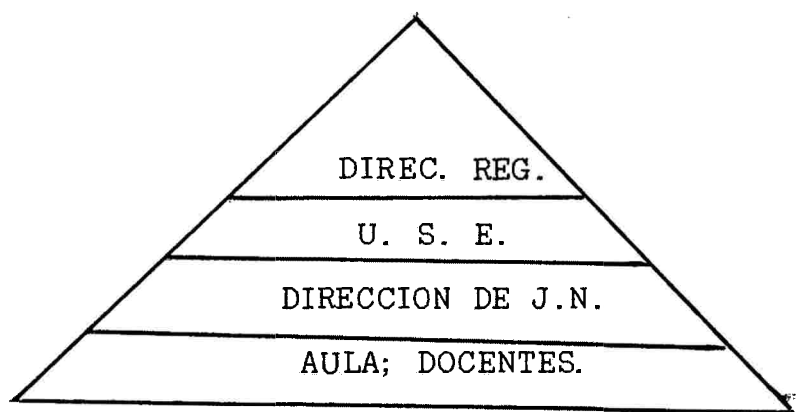 DIREC. REG.
U. S. E.
DIRECCION DE J.N.
AULA; DOCENTES.